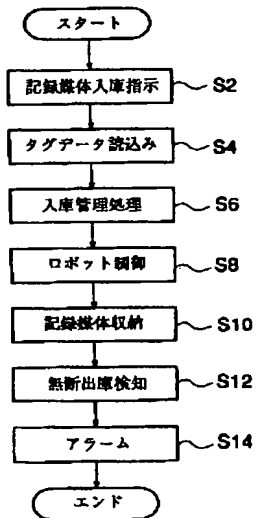 スタート
記録媒体入庫指示 S2
タグデータ読込み S4
入庫管理処理 S6
ロボット制御 S8
記録媒体収納 S10
無断出庫検知 S12
アラーム S14
エンド